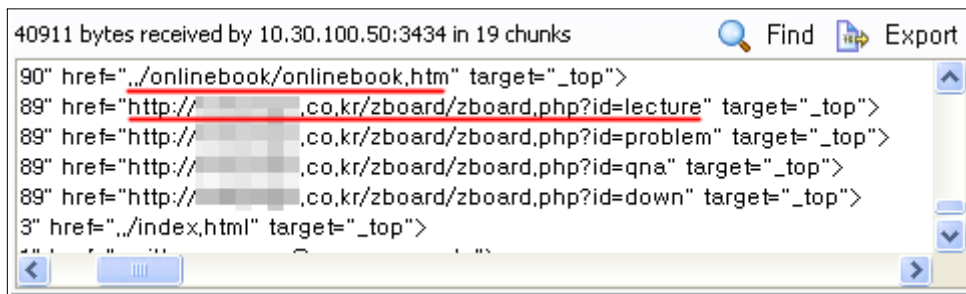 40911 bytes received by 10.30.100.50:3434 in 19 chunks Find Export
90" href="../onlinebook/onlinebook.htm" target="_top">
89" href="http:// .co.kr/zboard/zboard.php?id=lecture" target="_top">
89" href="http:// .co.kr/zboard/zboard.php?id=problem" target="_top">
89" href="http:// .co.kr/zboard/zboard.php?id=qna" target="_top">
89" href="http:// .co.kr/zboard/zboard.php?id=down" target="_top">
3" href="../index.html" target="_top">